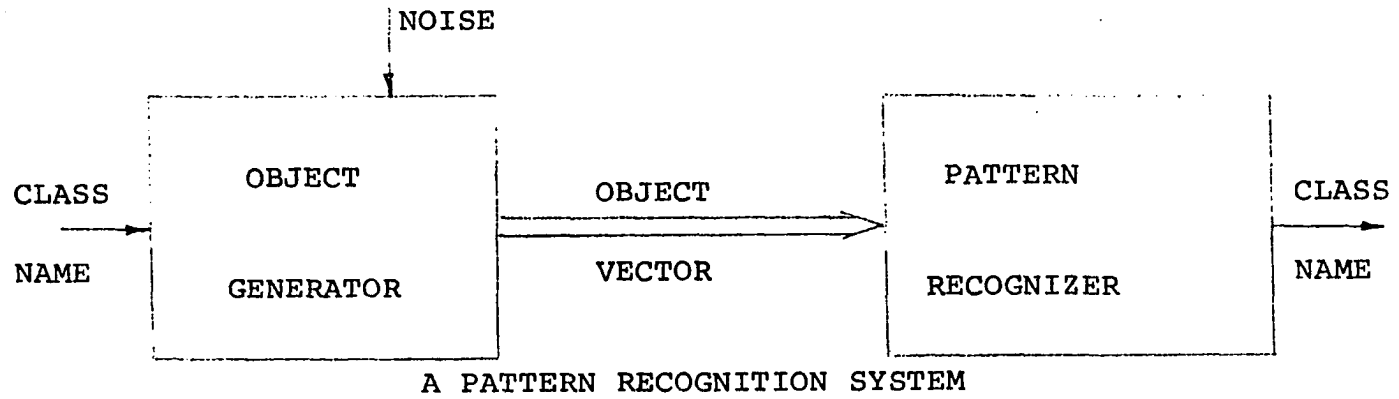 NOISE
CLASS
NAME
OBJECT
GENERATOR
OBJECT
VECTOR
PATTERN
RECOGNIZER
CLASS
NAME
A PATTERN RECOGNITION SYSTEM